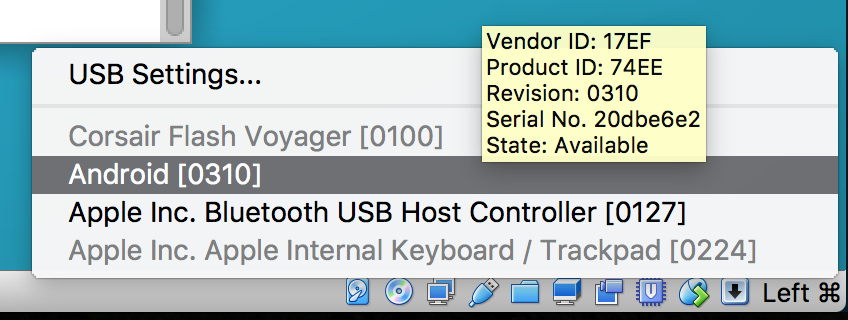 Vendor ID: 17EF
Product ID: 74EE
Revision: 0310
Serial No. 20dbe6e2
State: Available
USB Settings...
Corsair Flash Voyager [0100]
Android [0310]
Apple Inc. Bluetooth USB Host Controller [0127]
Apple Inc. Apple Internal Keyboard / Trackpad [0224]
Left ⌘